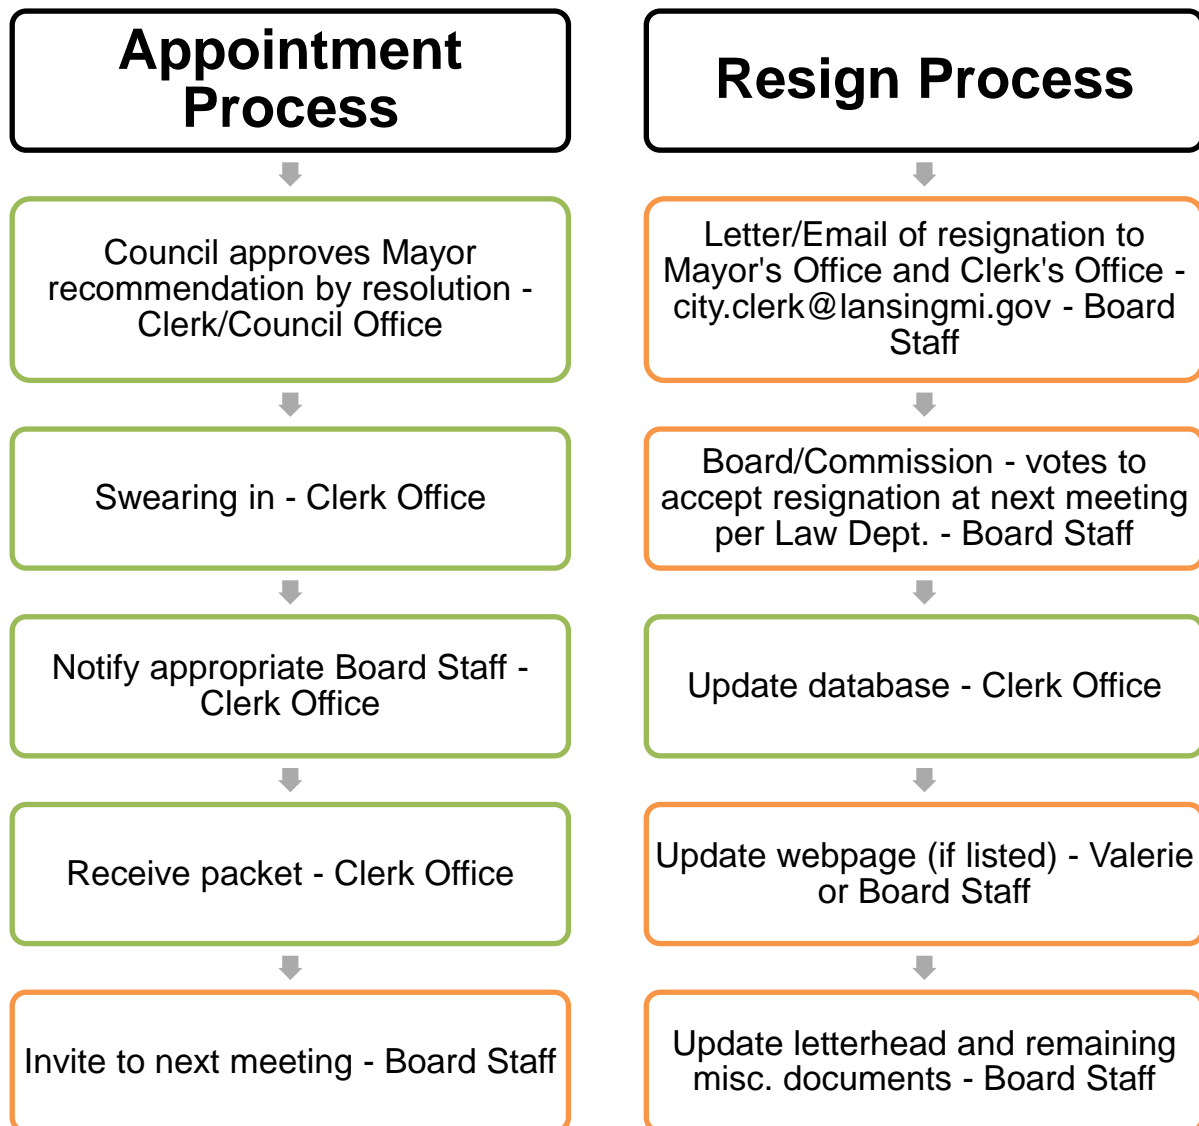 Appointment
Process
Council approves Mayor
recommendation by resolution -
Clerk/Council Office
Swearing in - Clerk Office
Notify appropriate Board Staff -
Clerk Office
Receive packet - Clerk Office
Invite to next meeting - Board Staff
Resign Process
Letter/Email of resignation to
Mayor's Office and Clerk's Office -
city.clerk@lansingmi.gov - Board
Staff
Board/Commission - votes to
accept resignation at next meeting
per Law Dept. - Board Staff
Update database - Clerk Office
Update webpage (if listed) - Valerie
or Board Staff
Update letterhead and remaining
misc. documents - Board Staff